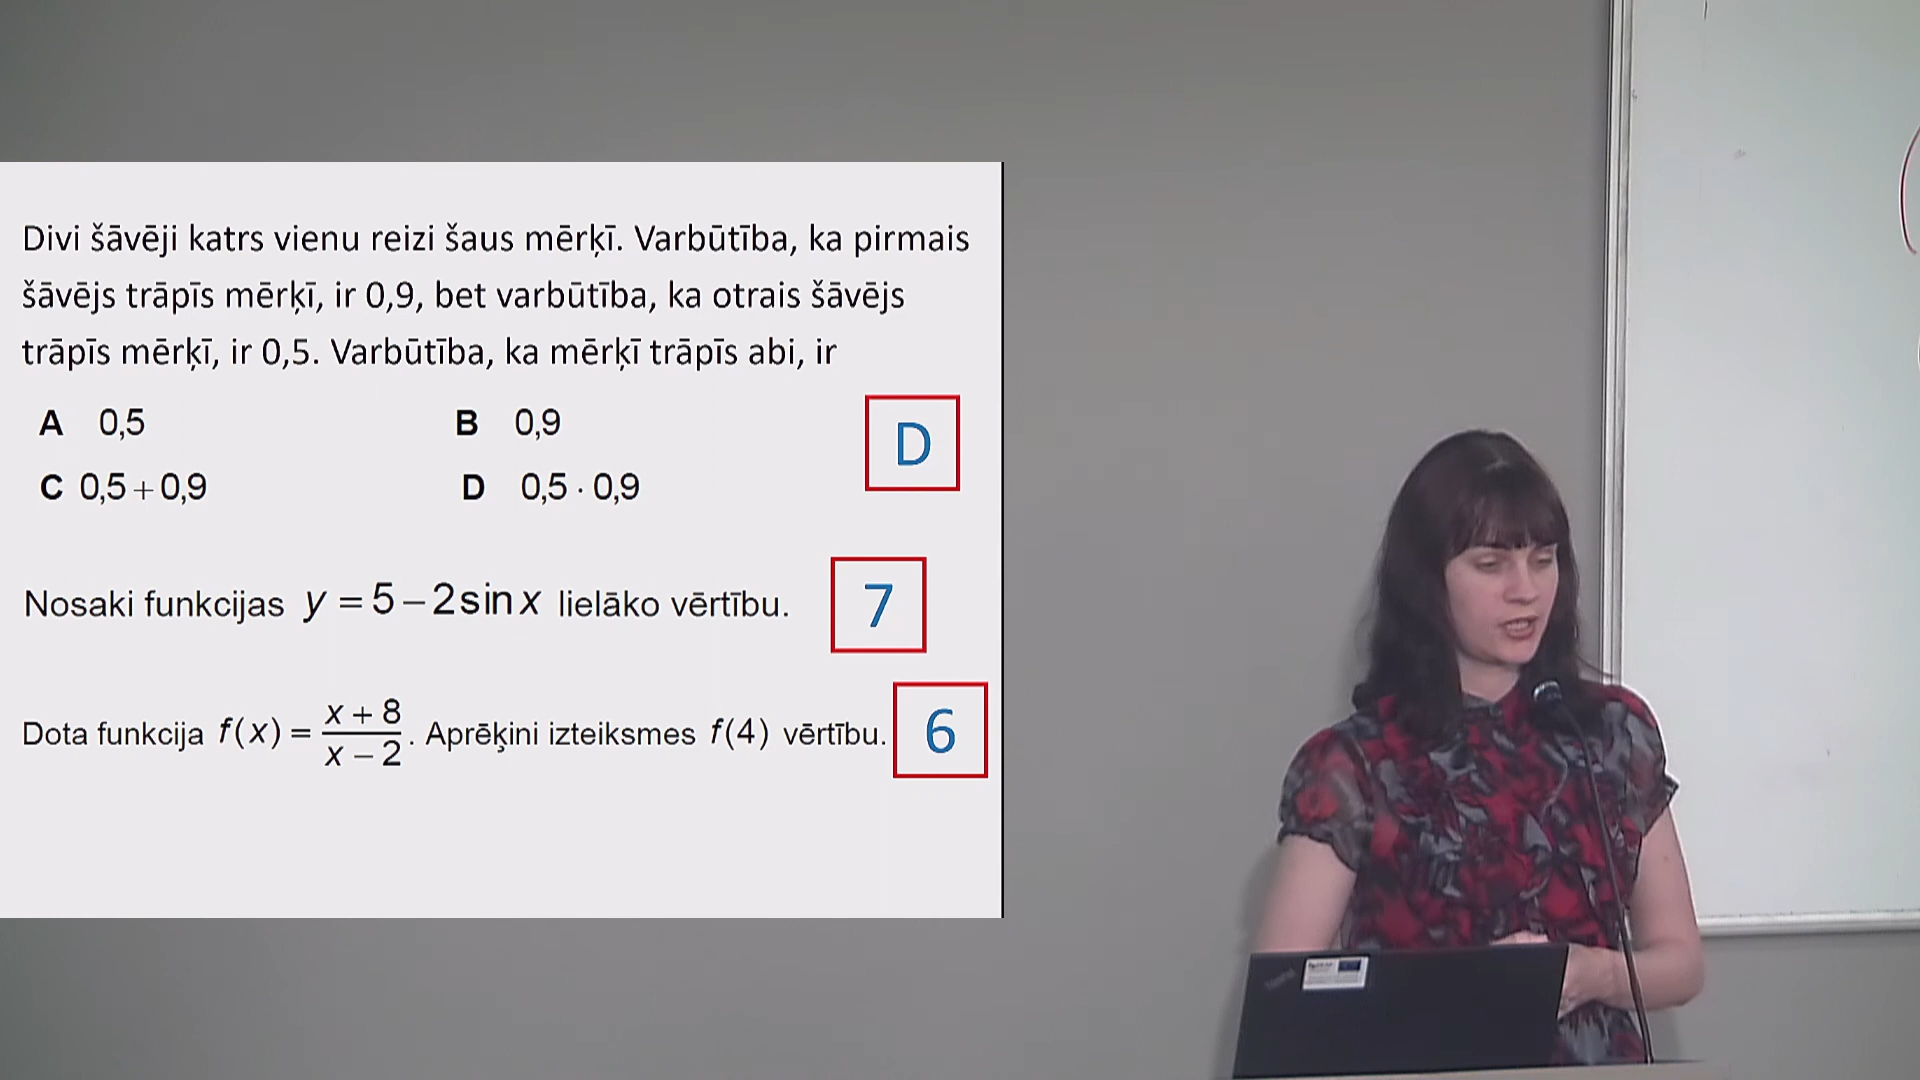 Divi šāvēji katrs vienu reizi šaus mērķī. Varbūtība, ka pirmais
šāvējs trāpīs mērķī, ir 0,9, bet varbūtība, ka otrais šāvējs
trāpīs mērķī, ir 0,5. Varbūtība, ka mērķī trāpīs abi, ir
A 0,5 B 0,9
D
C 0,5 + 0,9 D 0,5 · 0,9
Nosaki funkcijas y = 5 – 2 sin x lielāko vērtību. 7
Dota funkcija f(x) = (x + 8)/(x – 2). Aprēķini izteiksmes f(4) vērtību. 6